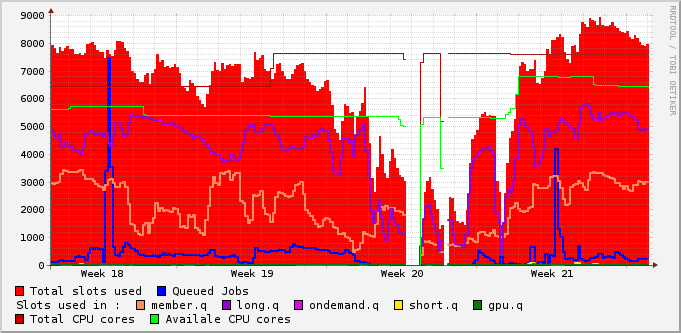 9000
8000
7000
6000
5000
4000
3000
2000
1000
0
Week 18 Week 19 Week 20 Week 21
RRDTOOL / TOBI OETIKER
Total slots used Queued Jobs
Slots used in : member.q long.q ondemand.q short.q gpu.q
Total CPU cores Availale CPU cores